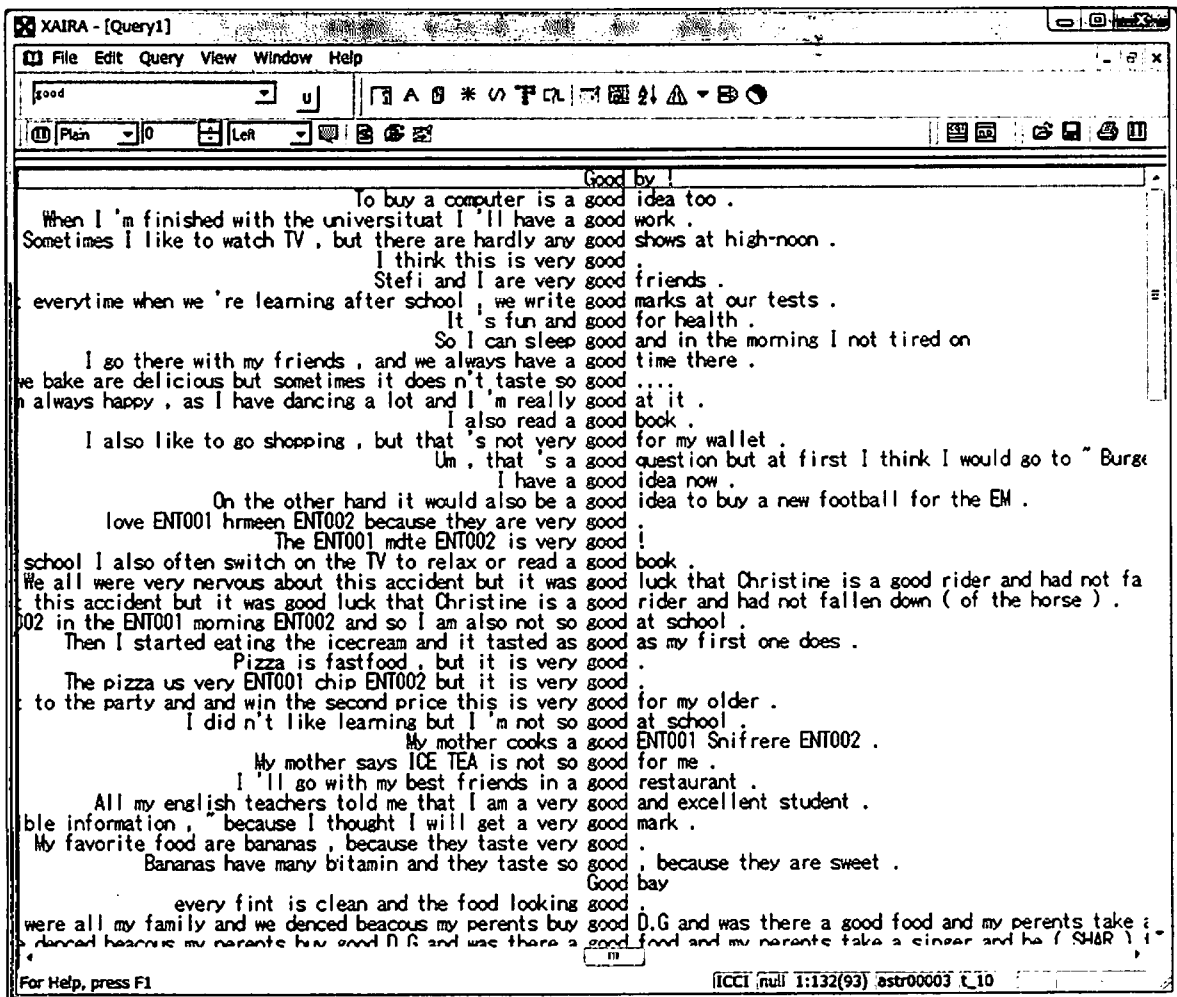 XAIRA - [Query1]
File Edit Query View Window Help
good
U
Plain 0 Left
Good by !
To buy a computer is a good idea too .
When I 'm finished with the universituat I 'll have a good work .
Sometimes I like to watch TV , but there are hardly any good shows at high-noon .
I think this is very good .
Stefi and I are very good friends .
: everytime when we 're learning after school , we write good marks at our tests .
It 's fun and good for health .
So I can sleep good and in the morning I not tired on
I go there with my friends , and we always have a good time there .
we bake are delicious but sometimes it does n't taste so good ....
always happy , as I have dancing a lot and I 'm really good at it .
I also read a good book .
I also like to go shopping , but that 's not very good for my wallet .
Um , that 's a good question but at first I think I would go to " Burge
I have a good idea now .
On the other hand it would also be a good idea to buy a new football for the EM .
love ENT001 hrmeen ENT002 because they are very good .
The ENT001 mdte ENT002 is very good !
school I also often switch on the TV to relax or read a good book .
We all were very nervous about this accident but it was good luck that Christine is a good rider and had not fa
: this accident but it was good luck that Christine is a good rider and had not fallen down ( of the horse ) .
002 in the ENT001 morning ENT002 and so I am also not so good at school .
Then I started eating the icecream and it tasted as good as my first one does .
Pizza is fastfood , but it is very good .
The pizza us very ENT001 chip ENT002 but it is very good .
: to the party and and win the second price this is very good for my older .
I did n't like learning but I 'm not so good at school .
My mother cooks a good ENT001 Snifrere ENT002 .
My mother says ICE TEA is not so good for me .
I 'll go with my best friends in a good restaurant .
All my english teachers told me that I am a very good and excellent student .
ible information , " because I thought I will get a very good mark .
My favorite food are bananas , because they taste very good .
Bananas have many bitamin and they taste so good , because they are sweet .
Good bay
every fint is clean and the food looking good .
were all my family and we denced beacous my perents buy good D.G and was there a good food and my perents take a
denced beacous my perents buy good D.G and was there a good food and my perents take a singer and he ( SHAR ) t
For Help, press F1
ICCI null 1:132(93) astr00003 t_10